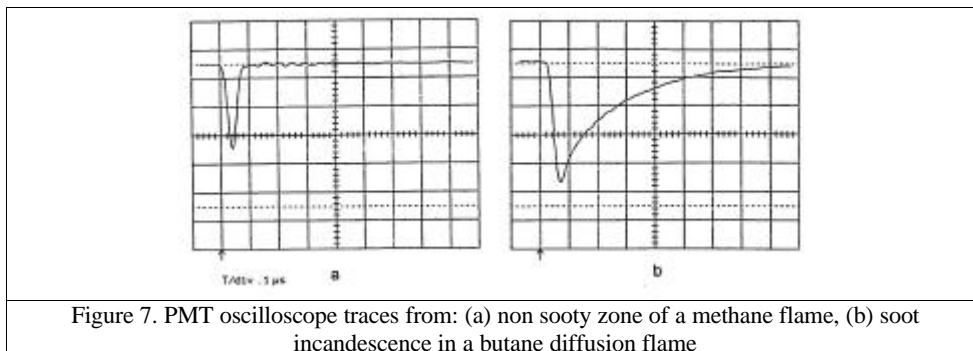 T/div .1 µs
a
b
Figure 7. PMT oscilloscope traces from: (a) non sooty zone of a methane flame, (b) soot
incandescence in a butane diffusion flame